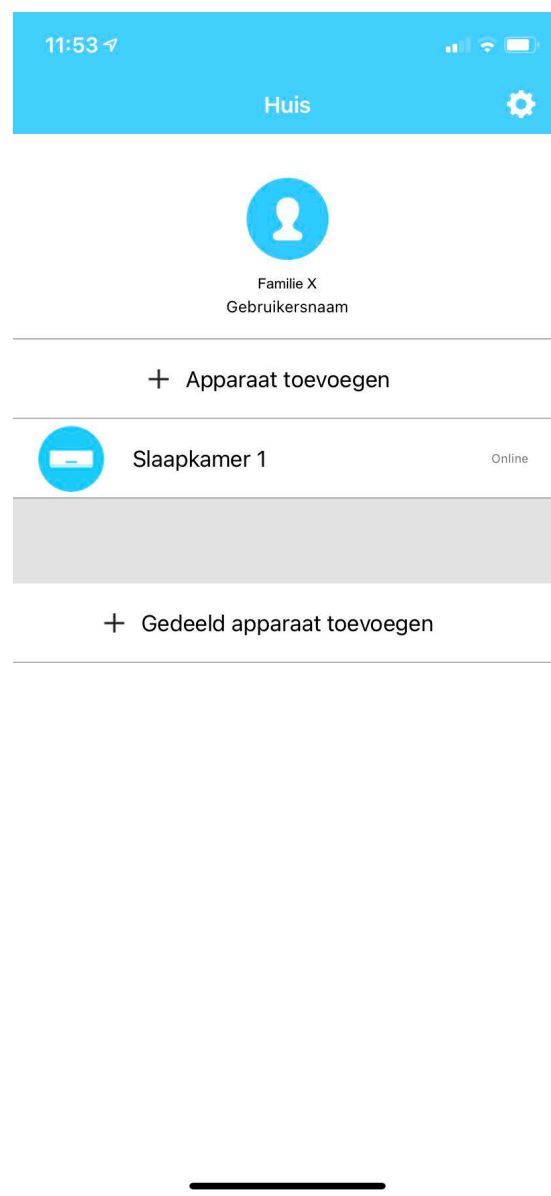 11:53
Huis
Familie X
Gebruikersnaam
+ Apparaat toevoegen
Slaapkamer 1 Online
+ Gedeeld apparaat toevoegen